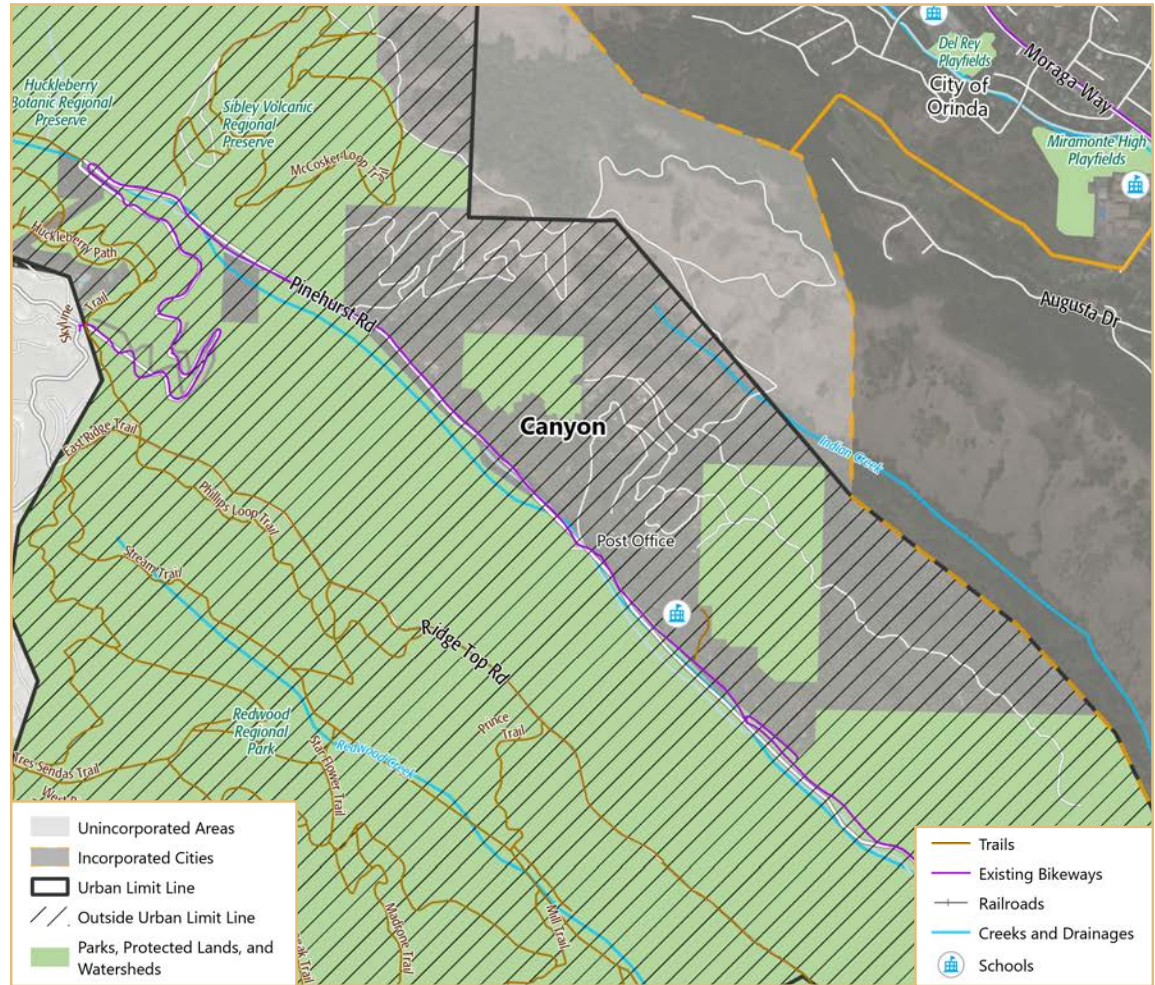 Del Rey
Playfields
City of
Orinda
Moraga Way
Miramonte High
Playfields
Huckleberry
Botanic Regional
Preserve
Sibley Volcanic
Regional
Preserve
McCosker Loop Trl
Huckleberry Path
Skyline
Trail
Pinehurst Rd
Augusta Dr
Canyon
Indian Creek
East Ridge Trail
Phillips Loop Trail
Stream Trail
Post Office
Ridge Top Rd
Prince
Trail
Redwood
Regional
Park
Redwood Creek
Star Flower Trail
Tres Sendas Trail
Madrone Trail
Mill Trail
Trail
Unincorporated Areas
Incorporated Cities
Urban Limit Line
Outside Urban Limit Line
Parks, Protected Lands, and
Watersheds
Trails
Existing Bikeways
Railroads
Creeks and Drainages
Schools